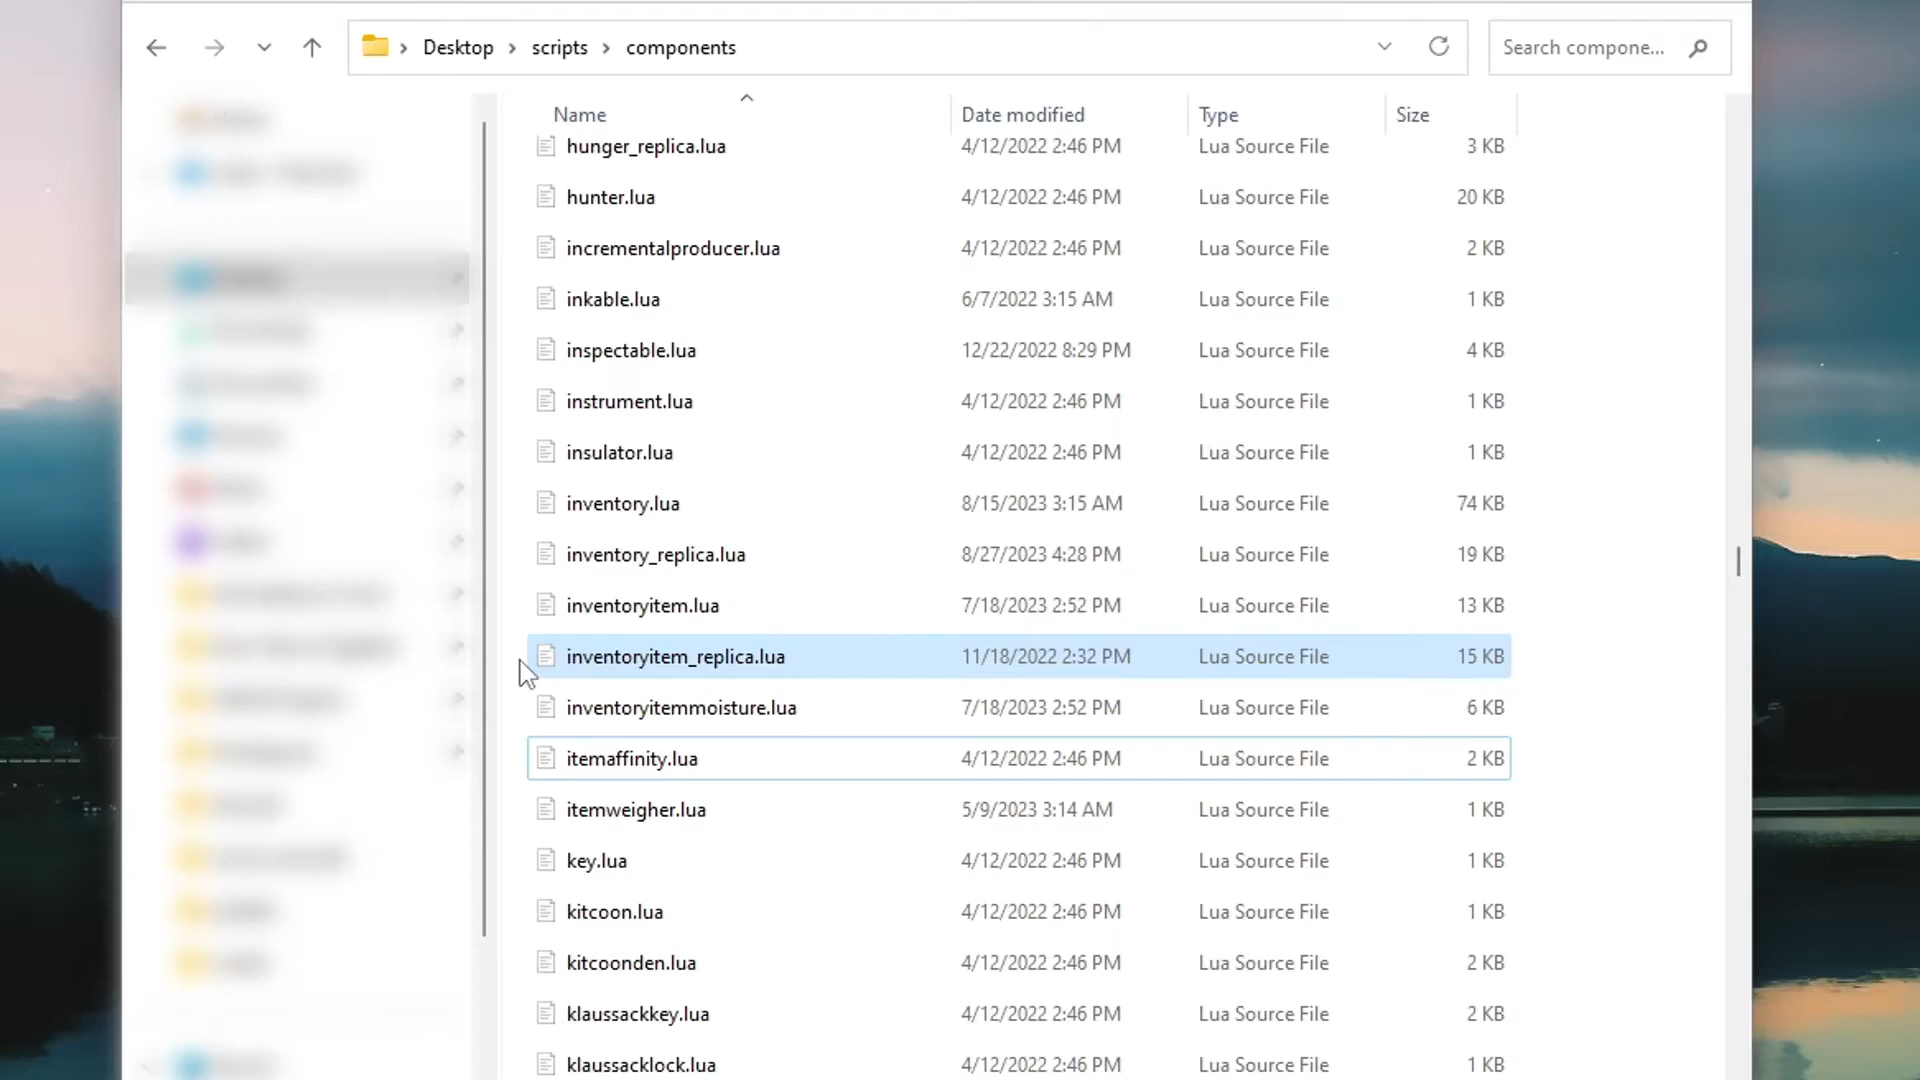 Desktop > scripts > components
Search compone...
Name Date modified Type Size
hunger_replica.lua 4/12/2022 2:46 PM Lua Source File 3 KB
hunter.lua 4/12/2022 2:46 PM Lua Source File 20 KB
incrementalproducer.lua 4/12/2022 2:46 PM Lua Source File 2 KB
inkable.lua 6/7/2022 3:15 AM Lua Source File 1 KB
inspectable.lua 12/22/2022 8:29 PM Lua Source File 4 KB
instrument.lua 4/12/2022 2:46 PM Lua Source File 1 KB
insulator.lua 4/12/2022 2:46 PM Lua Source File 1 KB
inventory.lua 8/15/2023 3:15 AM Lua Source File 74 KB
inventory_replica.lua 8/27/2023 4:28 PM Lua Source File 19 KB
inventoryitem.lua 7/18/2023 2:52 PM Lua Source File 13 KB
inventoryitem_replica.lua 11/18/2022 2:32 PM Lua Source File 15 KB
inventoryitemmoisture.lua 7/18/2023 2:52 PM Lua Source File 6 KB
itemaffinity.lua 4/12/2022 2:46 PM Lua Source File 2 KB
itemweigher.lua 5/9/2023 3:14 AM Lua Source File 1 KB
key.lua 4/12/2022 2:46 PM Lua Source File 1 KB
kitcoon.lua 4/12/2022 2:46 PM Lua Source File 1 KB
kitcoonden.lua 4/12/2022 2:46 PM Lua Source File 2 KB
klaussackkey.lua 4/12/2022 2:46 PM Lua Source File 2 KB
klaussacklock.lua 4/12/2022 2:46 PM Lua Source File 1 KB